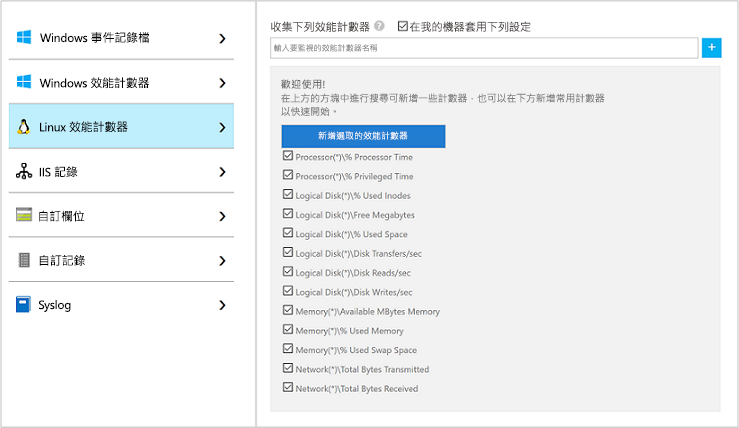 Windows 事件記錄檔
Windows 效能計數器
Linux 效能計數器
IIS 記錄
自訂欄位
自訂記錄
Syslog
收集下列效能計數器 ? 在我的機器套用下列設定
輸入要監視的效能計數器名稱
+
歡迎使用!
在上方的方塊中進行搜尋可新增一些計數器，也可以在下方新增常用計數器
以快速開始。
新增選取的效能計數器
Processor(*)\% Processor Time
Processor(*)\% Privileged Time
Logical Disk(*)\% Used Inodes
Logical Disk(*)\Free Megabytes
Logical Disk(*)\% Used Space
Logical Disk(*)\Disk Transfers/sec
Logical Disk(*)\Disk Reads/sec
Logical Disk(*)\Disk Writes/sec
Memory(*)\Available MBytes Memory
Memory(*)\% Used Memory
Memory(*)\% Used Swap Space
Network(*)\Total Bytes Transmitted
Network(*)\Total Bytes Received